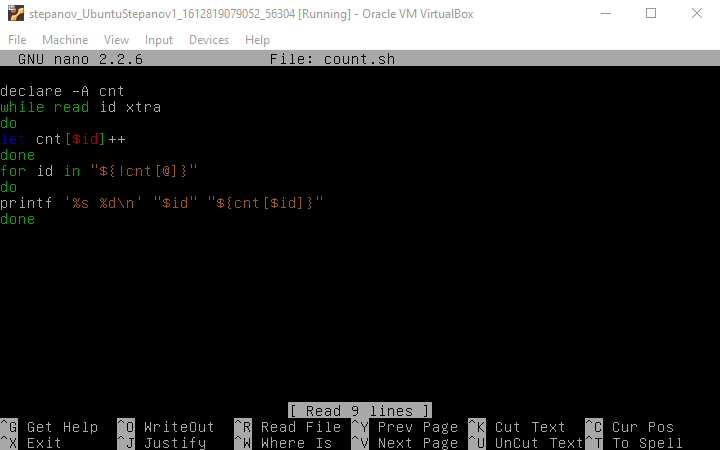 stepanov_UbuntuStepanov1_1612819079052_56304 [Running] - Oracle VM VirtualBox
File Machine View Input Devices Help
GNU nano 2.2.6 File: count.sh
declare -A cnt
while read id xtra
do
let cnt[$id]++
done
for id in "${!cnt[@]}"
do
printf '%s %d\n' "$id" "${cnt[$id]}"
done
[ Read 9 lines ]
^G Get Help ^O WriteOut ^R Read File ^Y Prev Page ^K Cut Text ^C Cur Pos
^X Exit ^J Justify ^W Where Is ^V Next Page ^U UnCut Text ^T To Spell